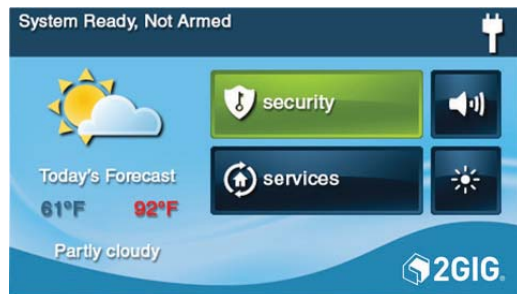 System Ready, Not Armed
security
Today's Forecast
services
61°F 92°F
Partly cloudy
2GIG.